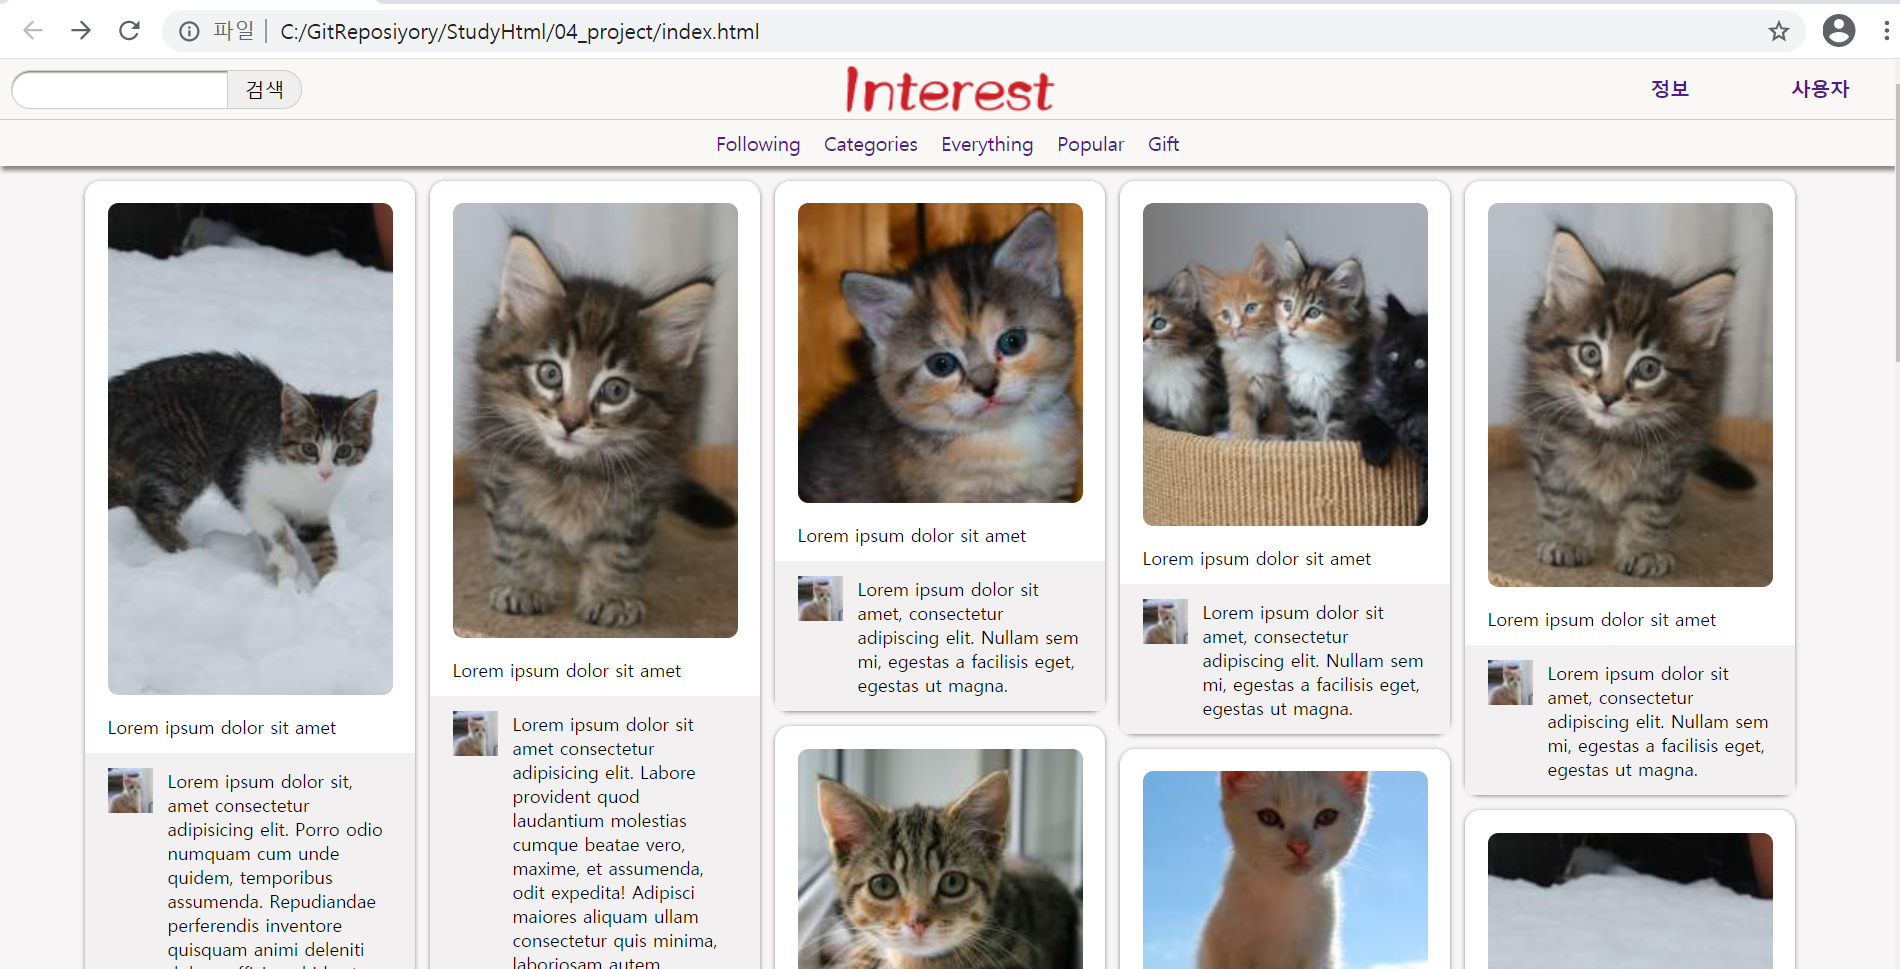 파일 | C:/GitReposiyory/StudyHtml/04_project/index.html
검색
Interest
정보
사용자
Following Categories Everything Popular Gift
Lorem ipsum dolor sit amet
Lorem ipsum dolor sit,
amet consectetur
adipisicing elit. Porro odio
numquam cum unde
quidem, temporibus
assumenda. Repudiandae
perferendis inventore
quisquam animi deleniti
Lorem ipsum dolor sit amet
Lorem ipsum dolor sit
amet consectetur
adipisicing elit. Labore
provident quod
laudantium molestias
cumque beatae vero,
maxime, et assumenda,
odit expedita! Adipisci
maiores aliquam ullam
consectetur quis minima,
laboriosam autem
Lorem ipsum dolor sit amet
Lorem ipsum dolor sit
amet, consectetur
adipiscing elit. Nullam sem
mi, egestas a facilisis eget,
egestas ut magna.
Lorem ipsum dolor sit amet
Lorem ipsum dolor sit
amet, consectetur
adipiscing elit. Nullam sem
mi, egestas a facilisis eget,
egestas ut magna.
Lorem ipsum dolor sit amet
Lorem ipsum dolor sit
amet, consectetur
adipiscing elit. Nullam sem
mi, egestas a facilisis eget,
egestas ut magna.